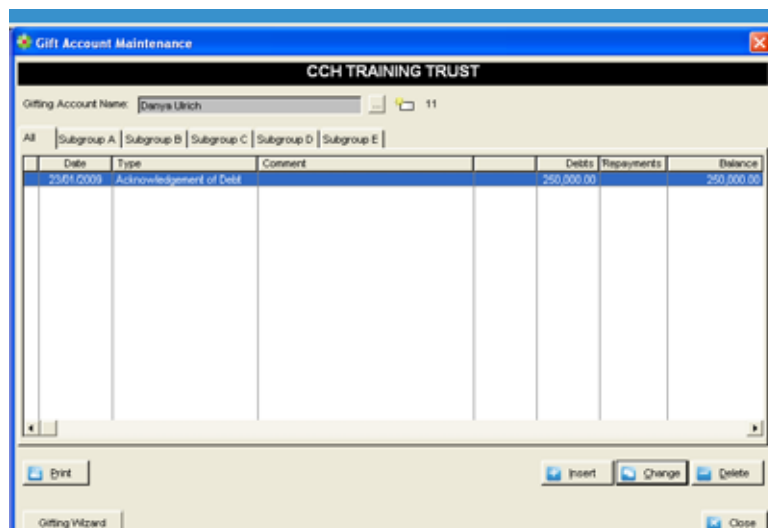 Gift Account Maintenance
CCH TRAINING TRUST
Gifting Account Name: Danya Ulrich ... 11
All Subgroup A Subgroup B Subgroup C Subgroup D Subgroup E
Date Type Comment Debts Repayments Balance
23/01/2009 Acknowledgement of Debt 250,000.00 250,000.00
Print Insert Change Delete
Gifting Wizard Close